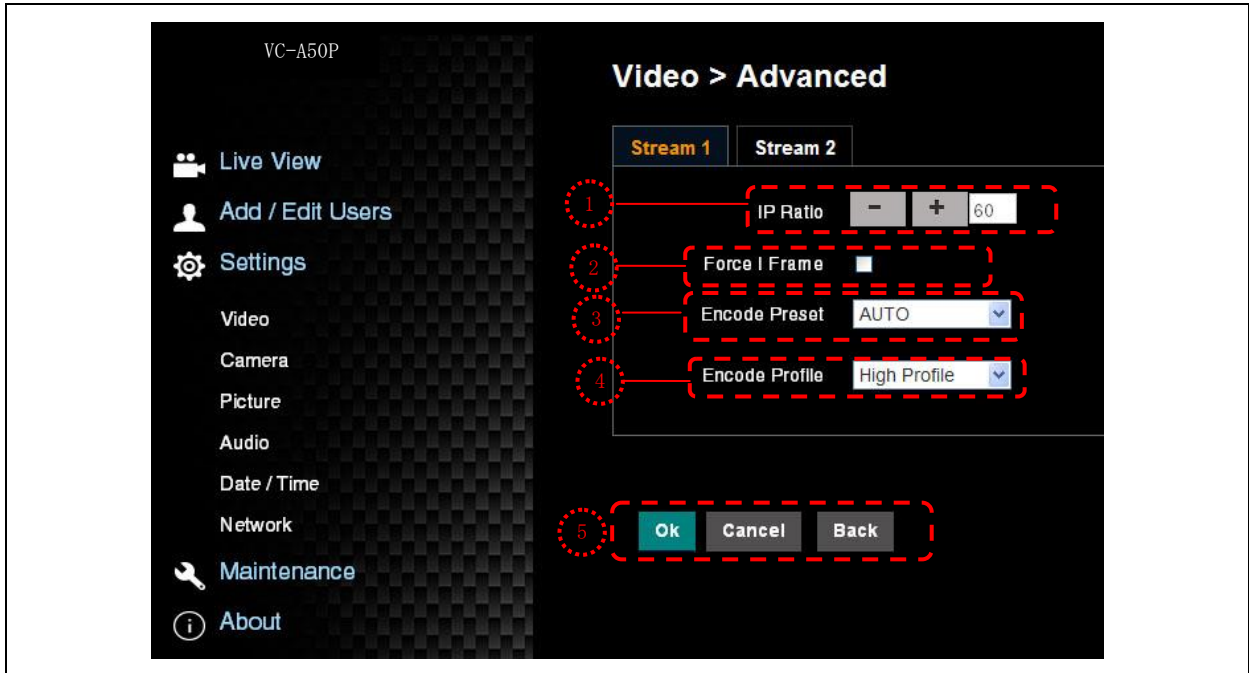 VC-A50P
Live View
Add / Edit Users
Settings
Video
Camera
Picture
Audio
Date / Time
Network
Maintenance
About
Video > Advanced
Stream 1 Stream 2
1 IP Ratio - + 60
2 Force I Frame
3 Encode Preset AUTO
4 Encode Profile High Profile
5 Ok Cancel Back